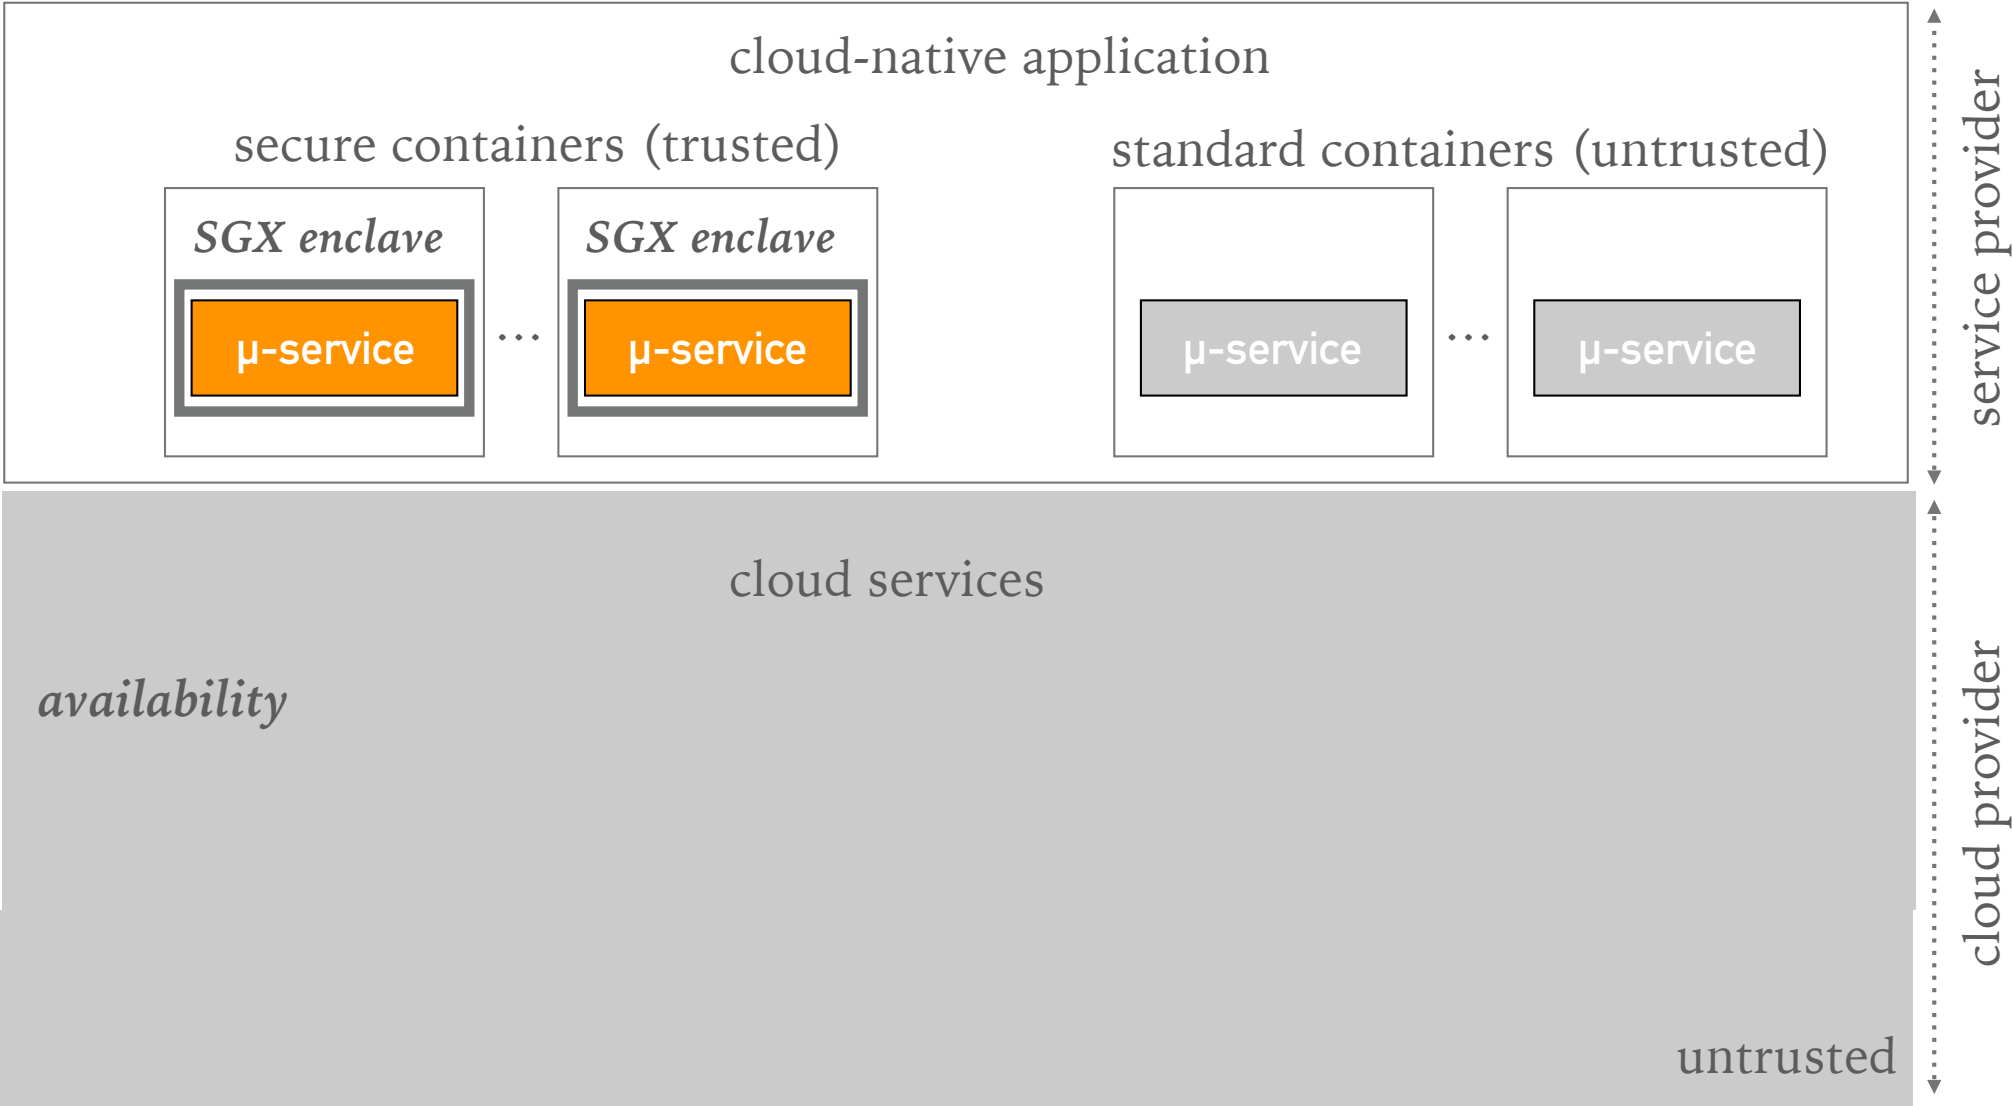 cloud-native application
secure containers (trusted)
standard containers (untrusted)
SGX enclave
SGX enclave
μ-service
...
μ-service
μ-service
...
μ-service
service provider
cloud services
availability
cloud provider
untrusted